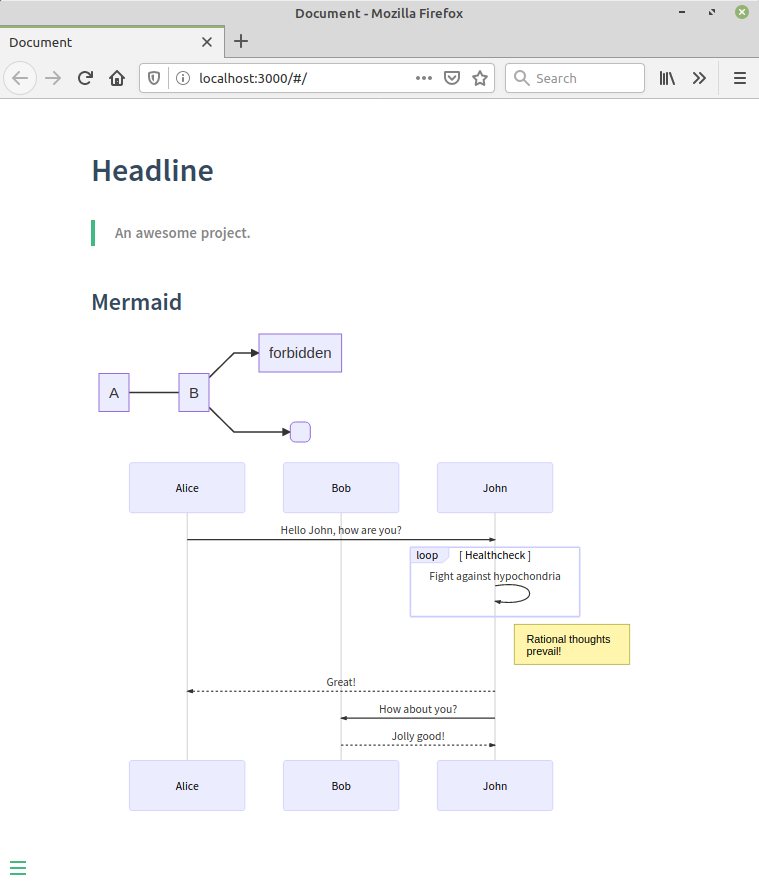 Document - Mozilla Firefox
Document
localhost:3000/#/
Search
Headline
An awesome project.
Mermaid
forbidden
A
B
Alice
Bob
John
Hello John, how are you?
loop
[ Healthcheck ]
Fight against hypochondria
Rational thoughts
prevail!
Great!
How about you?
Jolly good!
Alice
Bob
John